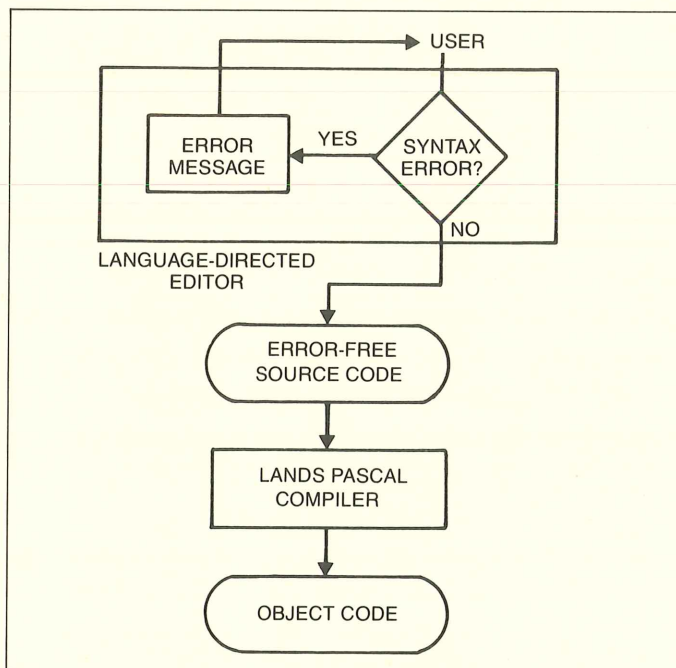 USER
YES
ERROR
MESSAGE
SYNTAX
ERROR?
NO
LANGUAGE-DIRECTED
EDITOR
ERROR-FREE
SOURCE CODE
LANDS PASCAL
COMPILER
OBJECT CODE